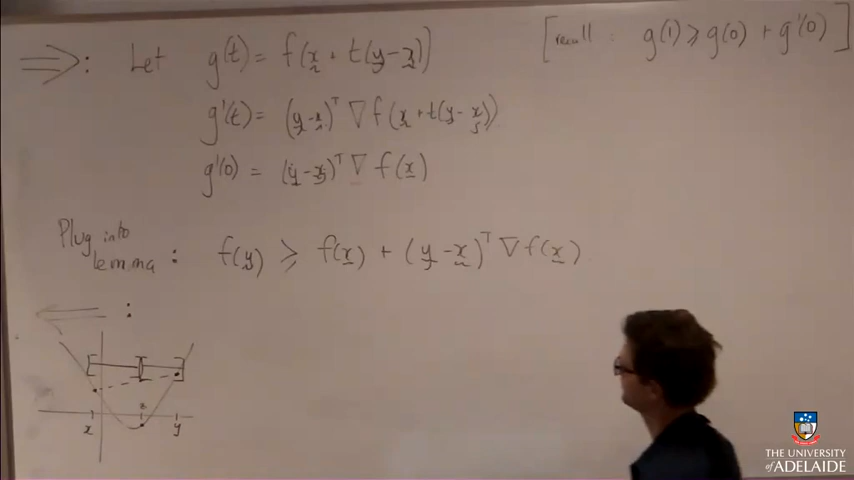 ⟹: Let g(t) = f(x + t(y-x))
[recall : g(1) ⩾ g(0) + g'(0)]
g'(t) = (y-x)ᵀ ∇f(x+t(y-x))
g'(0) = (y-x)ᵀ ∇f(x)
Plug into
lemma : f(y) ⩾ f(x) + (y-x)ᵀ ∇f(x)
⟸ :
x z y
THE UNIVERSITY
of ADELAIDE